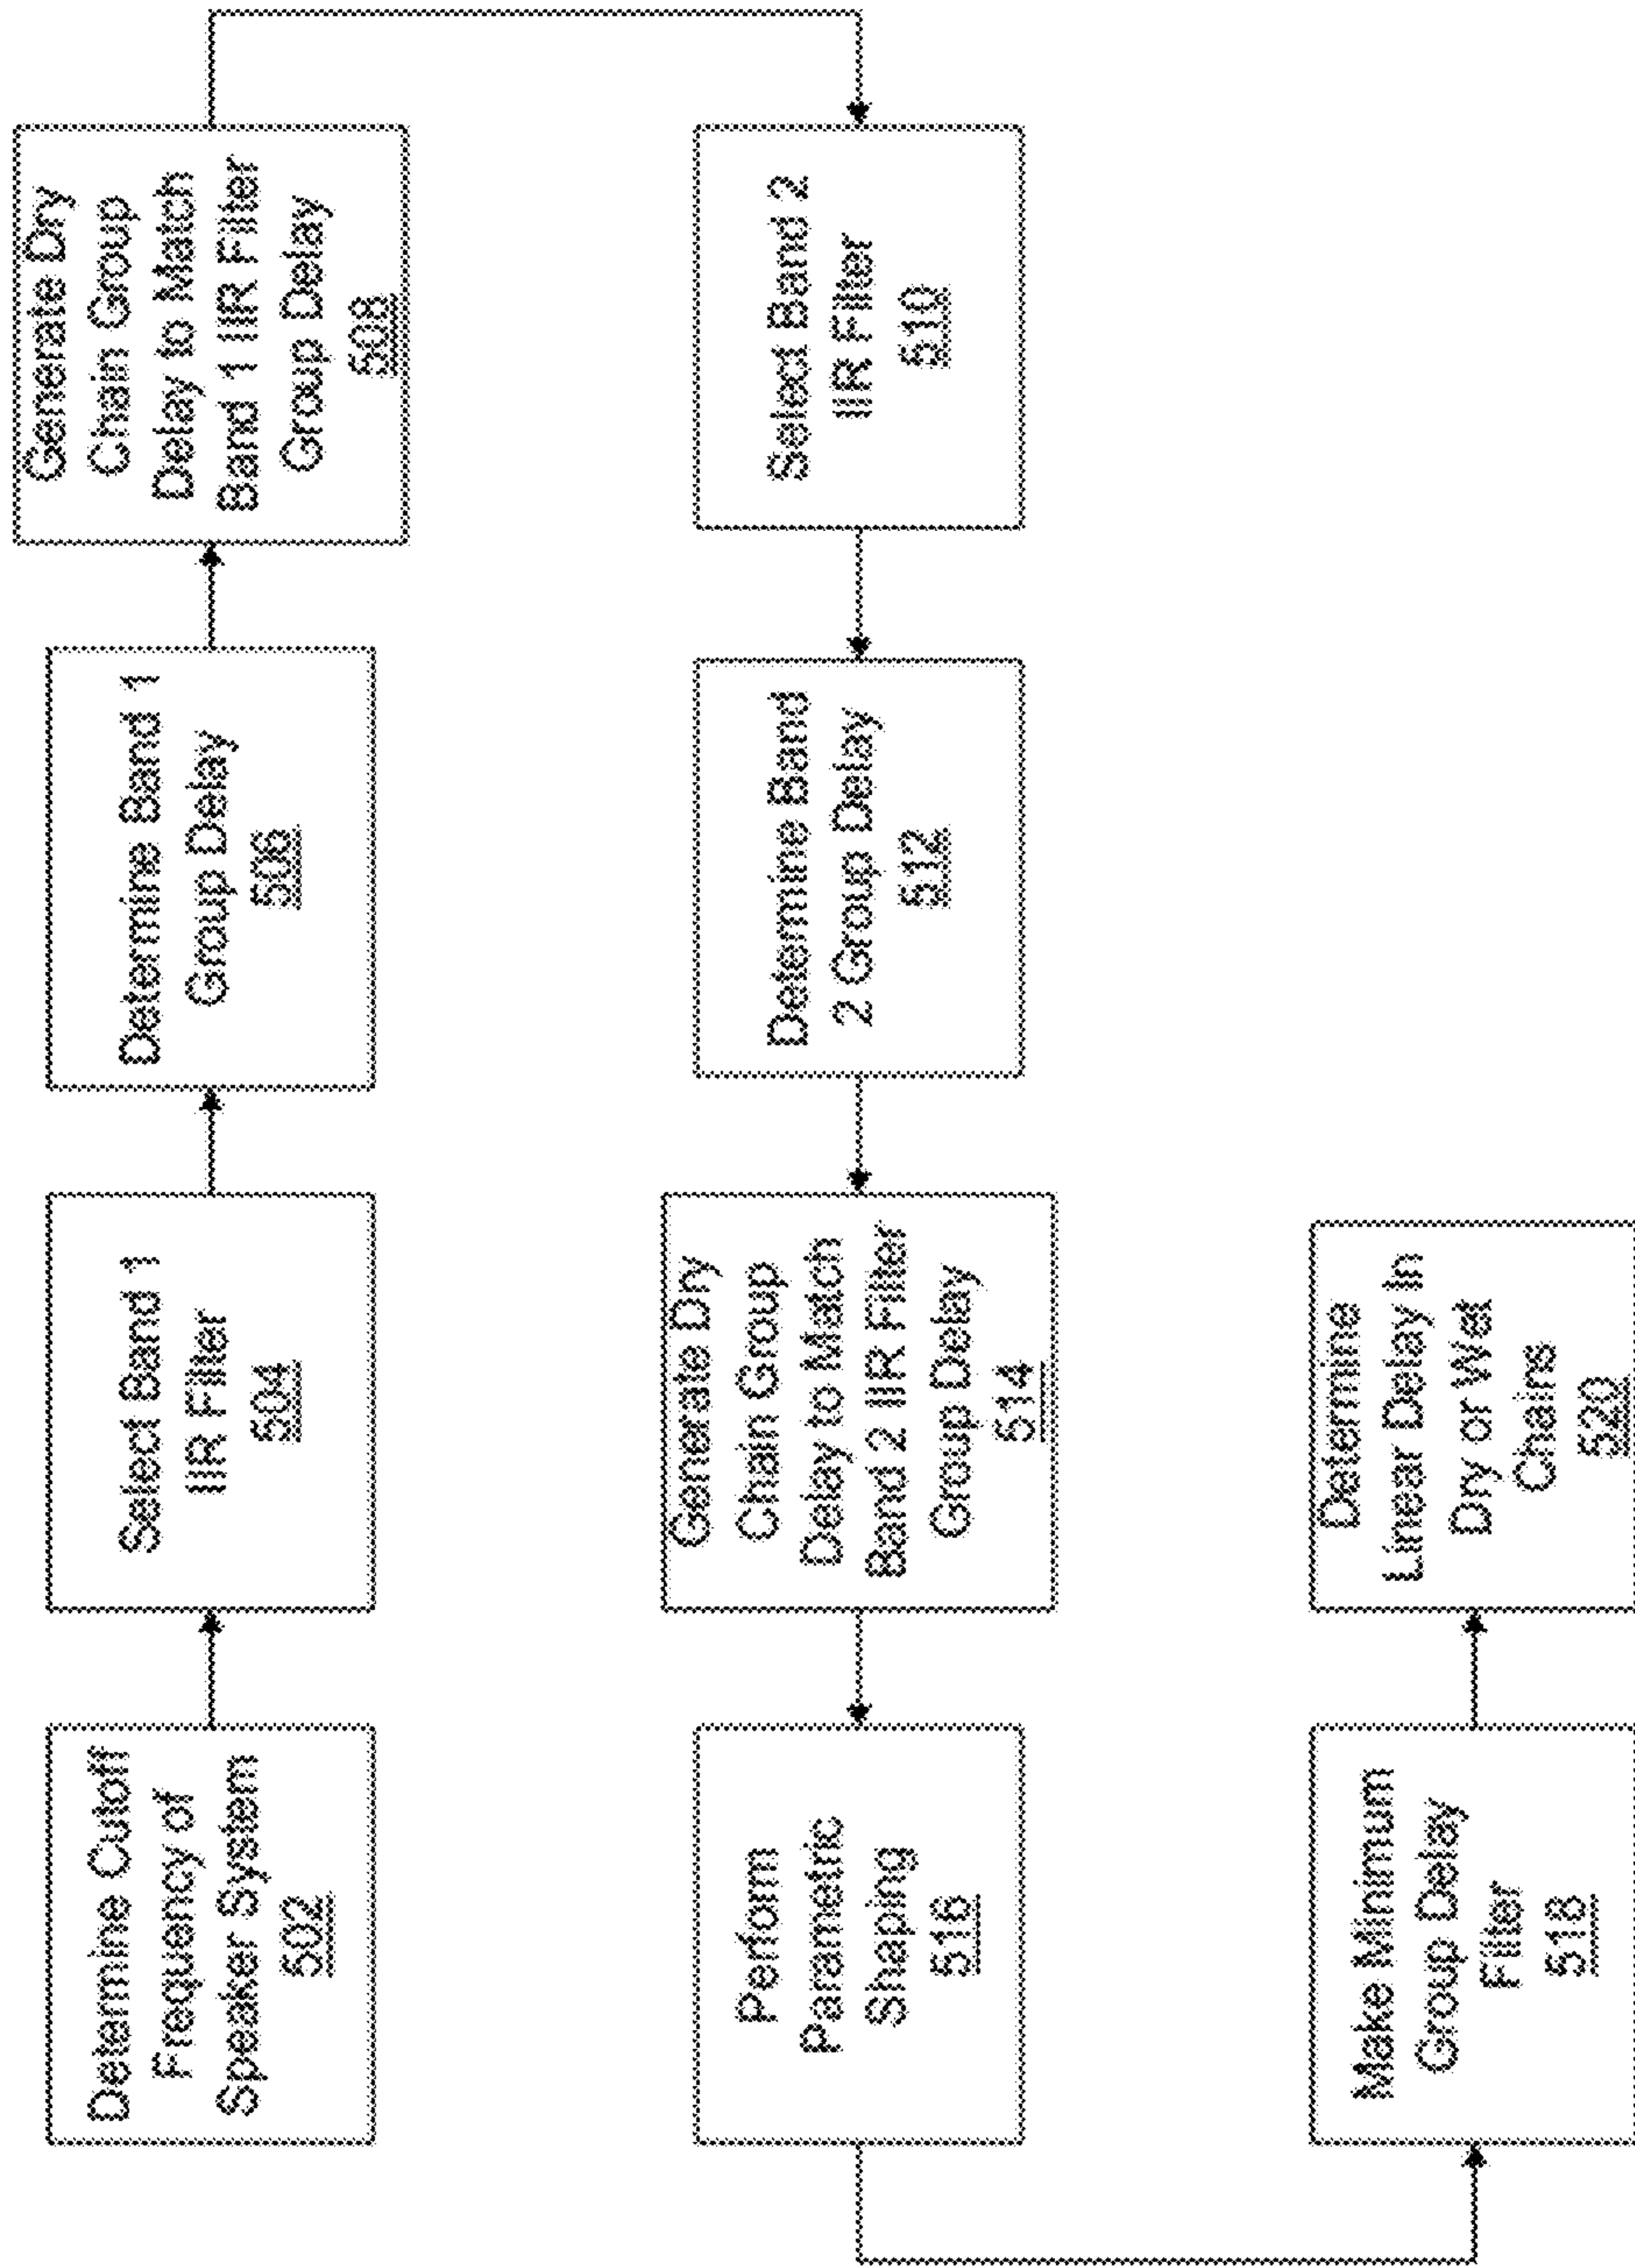 Determine Cutoff
Frequency of
Speaker System
502
Select Band 1
IIR Filter
504
Determine Band 1
Group Delay
506
Generate Dry
Chain Group
Delay to Match
Band 1 IIR Filter
Group Delay
508
Select Band 2
IIR Filter
510
Determine Band
2 Group Delay
512
Generate Dry
Chain Group
Delay to Match
Band 2 IIR Filter
Group Delay
514
Perform
Parametric
Shaping
516
Make Minimum
Group Delay
Filter
518
Determine
Linear Delay In
Dry or Wet
Chains
520